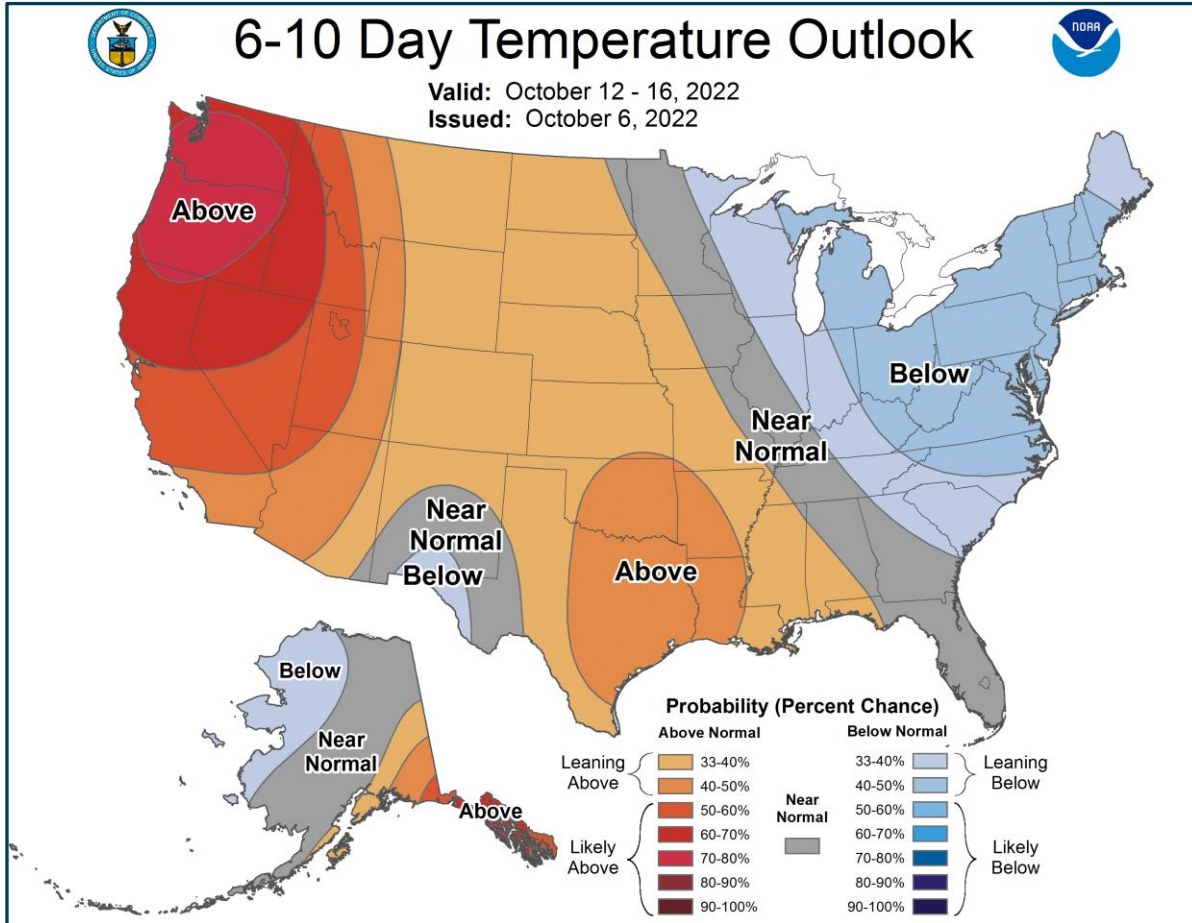 6-10 Day Temperature Outlook
NOAA
Valid: October 12 - 16, 2022
Issued: October 6, 2022
Above
Below
Near
Normal
Near
Normal
Below
Above
Below
Near
Normal
Above
Probability (Percent Chance)
Above Normal
Below Normal
Leaning
Above
33-40%
40-50%
Likely
Above
50-60%
60-70%
70-80%
80-90%
90-100%
Near
Normal
33-40%
40-50%
Leaning
Below
50-60%
60-70%
70-80%
80-90%
90-100%
Likely
Below